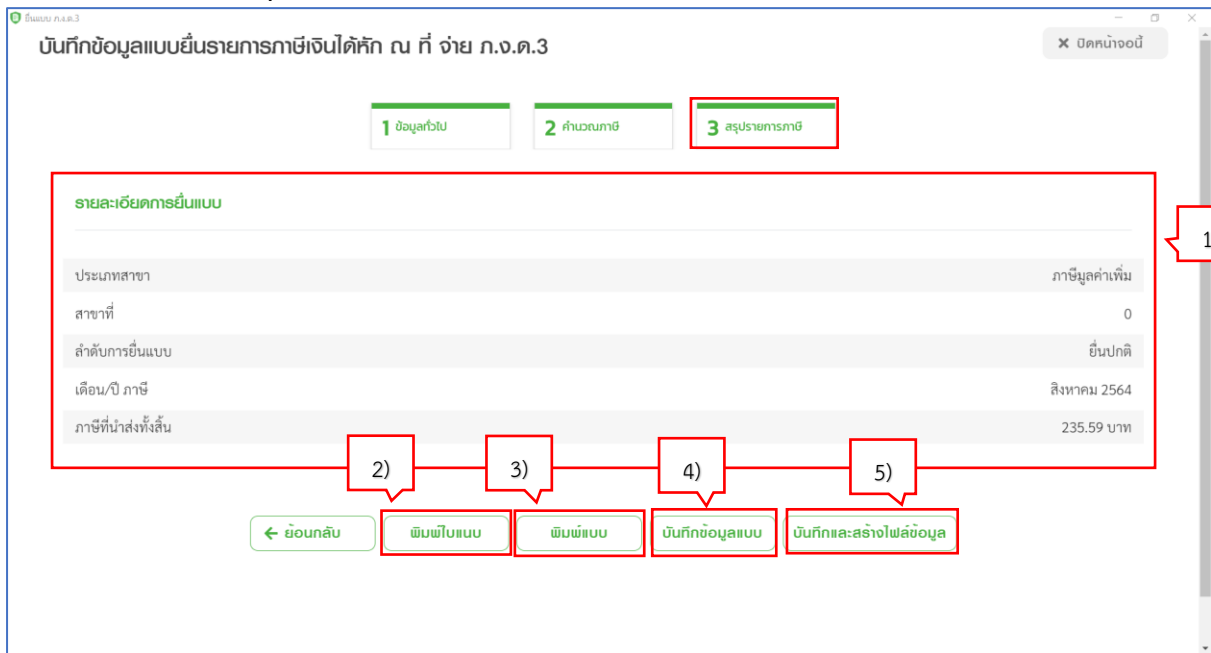 ยื่นแบบ ภ.ง.ด.3
บันทึกข้อมูลแบบยื่นรายการภาษีเงินได้หัก ณ ที่ จ่าย ภ.ง.ด.3
✕ ปิดหน้าจอนี้
1 ข้อมูลทั่วไป 2 คำนวณภาษี 3 สรุปรายการภาษี
รายละเอียดการยื่นแบบ
1
ประเภทสาขา ภาษีมูลค่าเพิ่ม
สาขาที่ 0
ลำดับการยื่นแบบ ยื่นปกติ
เดือน/ปี ภาษี สิงหาคม 2564
ภาษีที่นำส่งทั้งสิ้น 235.59 บาท
2) 3) 4) 5)
← ย้อนกลับ พิมพ์ใบแนบ พิมพ์แบบ บันทึกข้อมูลแบบ บันทึกและสร้างไฟล์ข้อมูล